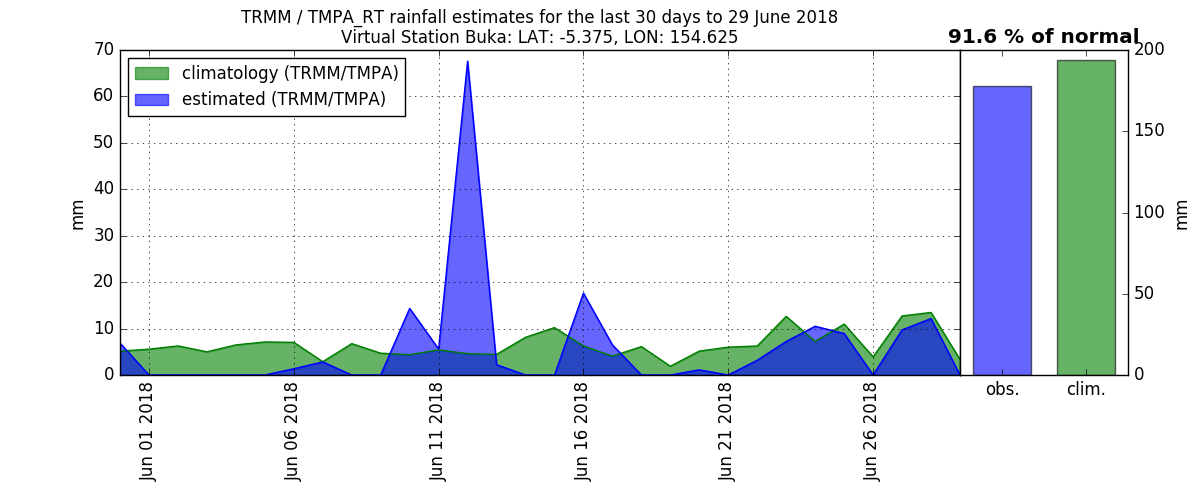 TRMM / TMPA_RT rainfall estimates for the last 30 days to 29 June 2018
Virtual Station Buka: LAT: -5.375, LON: 154.625
91.6 % of normal
climatology (TRMM/TMPA)
estimated (TRMM/TMPA)
70
60
50
40
30
20
10
0
mm
Jun 01 2018
Jun 06 2018
Jun 11 2018
Jun 16 2018
Jun 21 2018
Jun 26 2018
obs.
clim.
200
150
100
50
0
mm